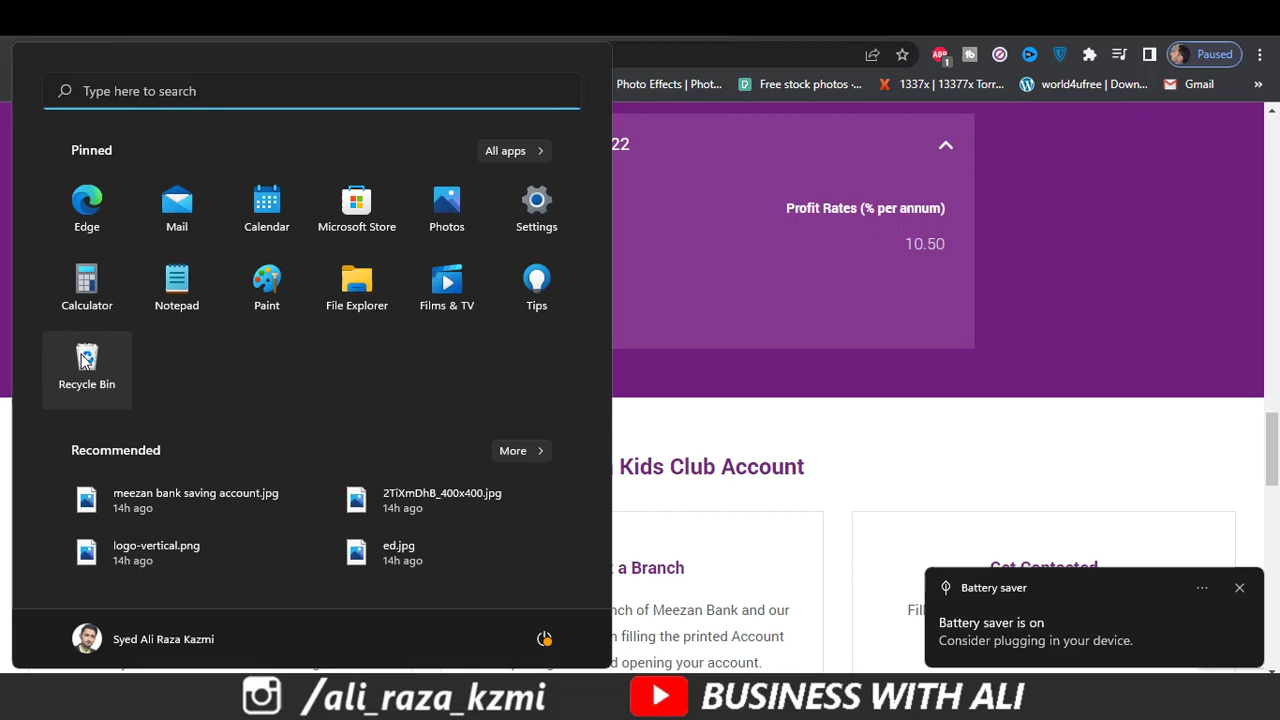 Type here to search
Paused
Photo Effects | Phot...
Free stock photos -...
1337x | 13377x Torr...
world4ufree | Down...
Gmail
»
Pinned
All apps >
22
Edge
Mail
Calendar
Microsoft Store
Photos
Settings
Profit Rates (% per annum)
10.50
Calculator
Notepad
Paint
File Explorer
Films & TV
Tips
Recycle Bin
Recommended
More >
Kids Club Account
meezan bank saving account.jpg
14h ago
2TiXmDhB_400x400.jpg
14h ago
logo-vertical.png
14h ago
ed.jpg
14h ago
a Branch
nch of Meezan Bank and our
filling the printed Account
d opening your account.
Get Contacted
Fil
Battery saver
Battery saver is on
Consider plugging in your device.
Syed Ali Raza Kazmi
/ali_raza_kzmi
BUSINESS WITH ALI